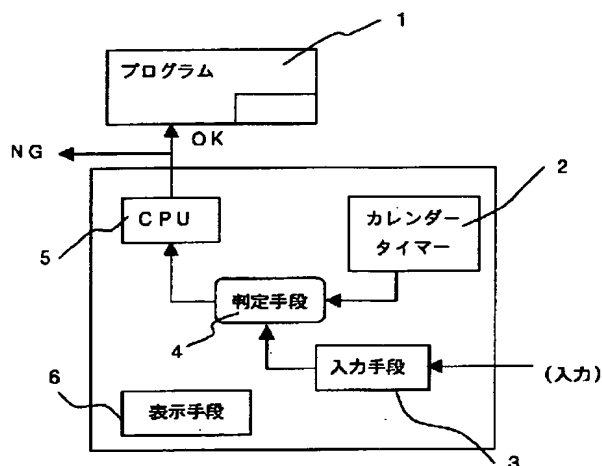 1
プログラム
OK
NG
2
CPU
カレンダー
タイマー
5
判定手段
4
入力手段
(入力)
6
表示手段
3